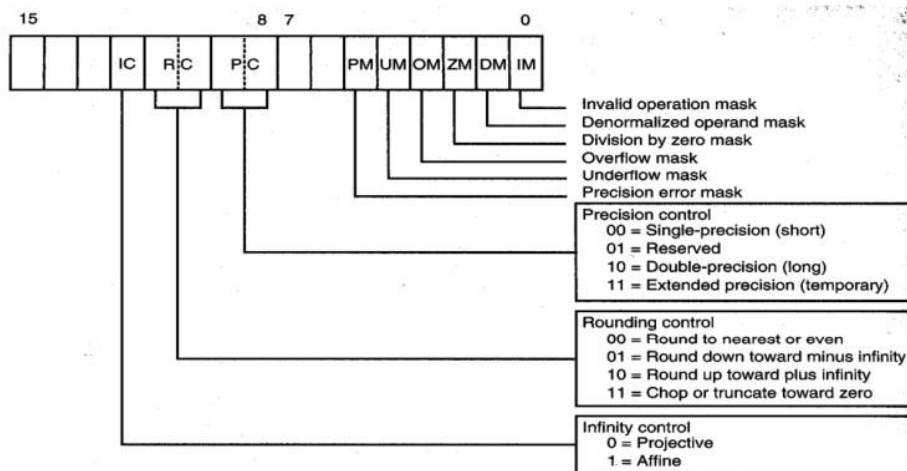 15 8 7 0
IC RC PC PM UM OM ZM DM IM
Invalid operation mask
Denormalized operand mask
Division by zero mask
Overflow mask
Underflow mask
Precision error mask
Precision control
00 = Single-precision (short)
01 = Reserved
10 = Double-precision (long)
11 = Extended precision (temporary)
Rounding control
00 = Round to nearest or even
01 = Round down toward minus infinity
10 = Round up toward plus infinity
11 = Chop or truncate toward zero
Infinity control
0 = Projective
1 = Affine